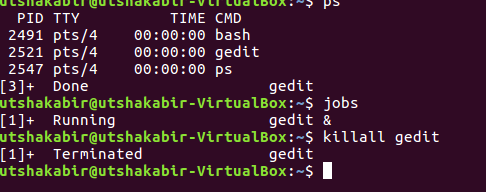 utshakabir@utshakabir-VirtualBox:~$ ps
  PID TTY          TIME CMD
 2491 pts/4    00:00:00 bash
 2521 pts/4    00:00:00 gedit
 2547 pts/4    00:00:00 ps
[3]+  Done                    gedit
utshakabir@utshakabir-VirtualBox:~$ jobs
[1]+  Running                 gedit &
utshakabir@utshakabir-VirtualBox:~$ killall gedit
[1]+  Terminated              gedit
utshakabir@utshakabir-VirtualBox:~$